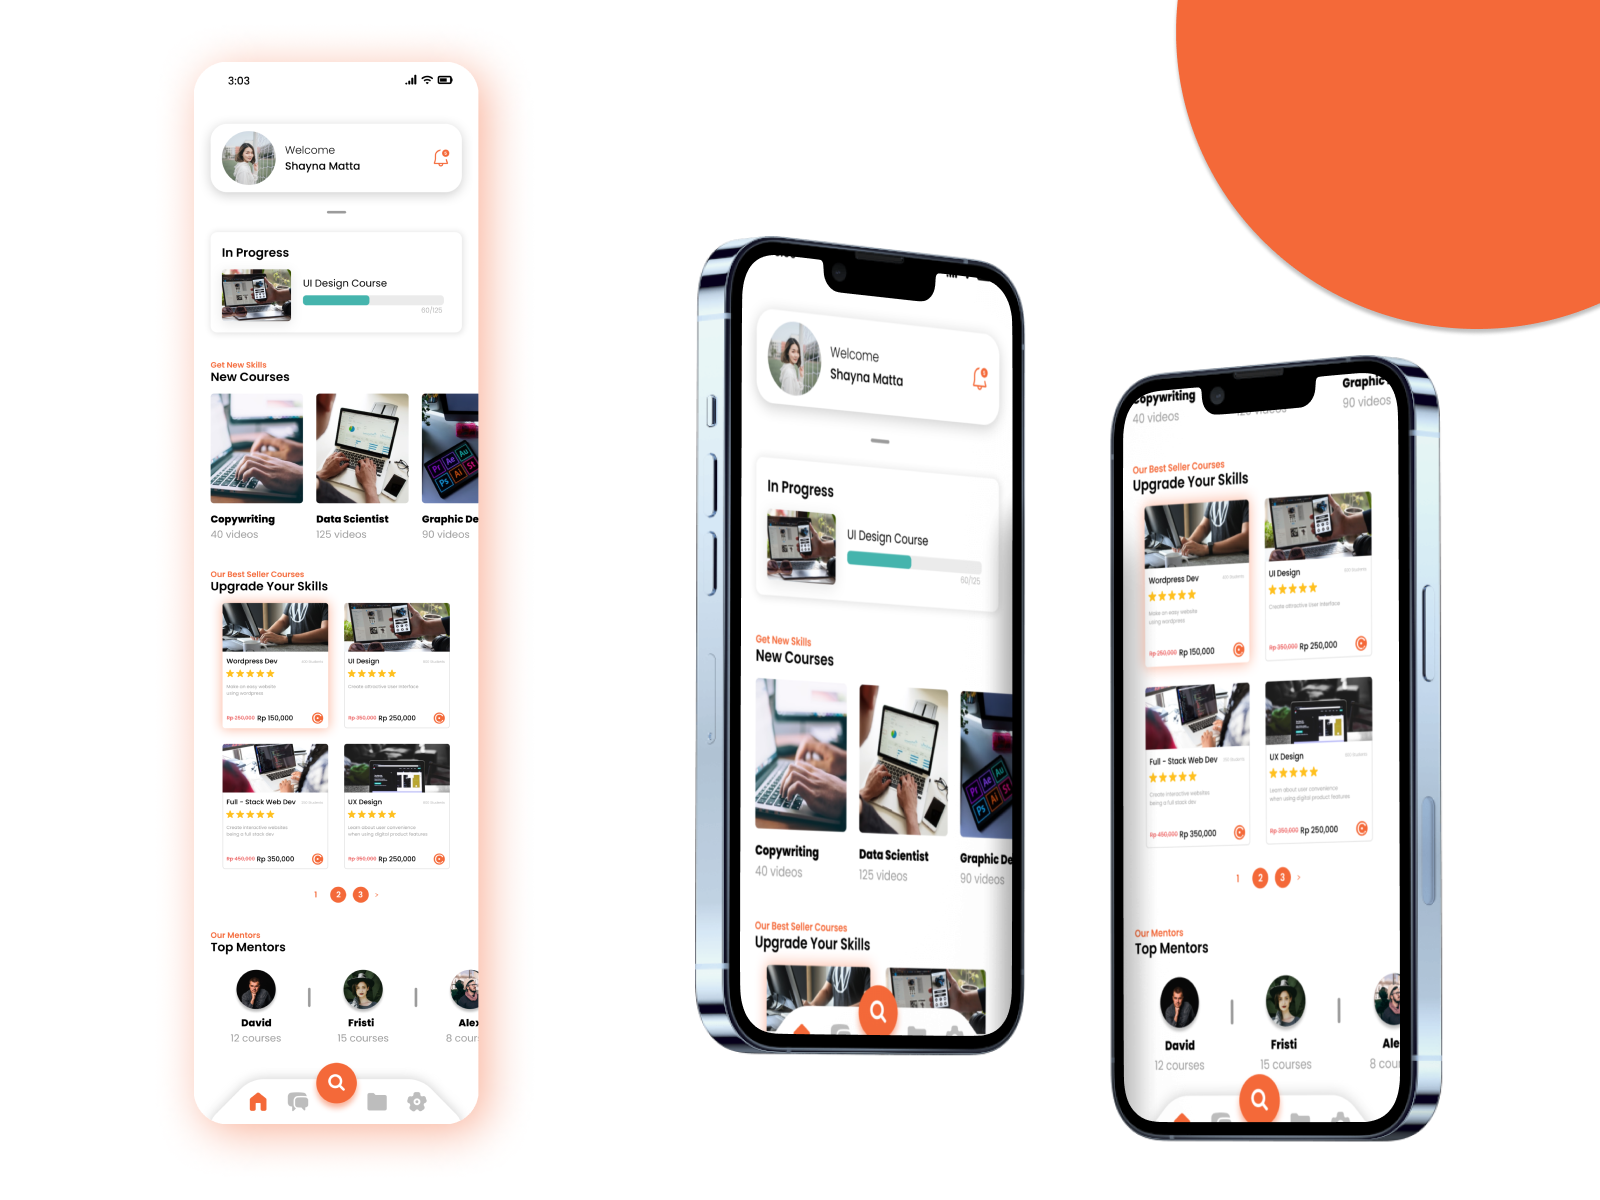 3:03
Welcome
Shayna Matta
In Progress
UI Design Course
60/125
Get New Skills
New Courses
Copywriting
40 videos
Data Scientist
125 videos
Graphic De
90 videos
Our Best Seller Courses
Upgrade Your Skills
Wordpress Dev
Make an easy website
using wordpress
Rp 250,000 Rp 150,000
UI Design
Create attractive User Interface
Rp 350,000 Rp 250,000
Full - Stack Web Dev
Create interactive websites
being a full stack dev
Rp 450,000 Rp 350,000
UX Design
Learn about user convenience
when using digital product features
Rp 350,000 Rp 250,000
1 2 3 >
Our Mentors
Top Mentors
David
12 courses
Fristi
15 courses
Alex
8 cour
Welcome
Shayna Matta
In Progress
UI Design Course
60/125
Get New Skills
New Courses
Pr Ae Au
Ps Ai St
Copywriting
40 videos
Data Scientist
125 videos
Graphic De
90 videos
Our Best Seller Courses
Upgrade Your Skills
Copywriting
40 videos
Graphic
90 videos
Our Best Seller Courses
Upgrade Your Skills
Wordpress Dev
Make an easy website
using wordpress
Rp 250,000 Rp 150,000
UI Design
Create attractive User Interface
Rp 350,000 Rp 250,000
Full - Stack Web Dev
Create interactive websites
being a full stack dev
Rp 450,000 Rp 350,000
UX Design
Learn about user convenience
when using digital product features
Rp 350,000 Rp 250,000
1 2 3 >
Our Mentors
Top Mentors
David
12 courses
Fristi
15 courses
Ale
8 cou